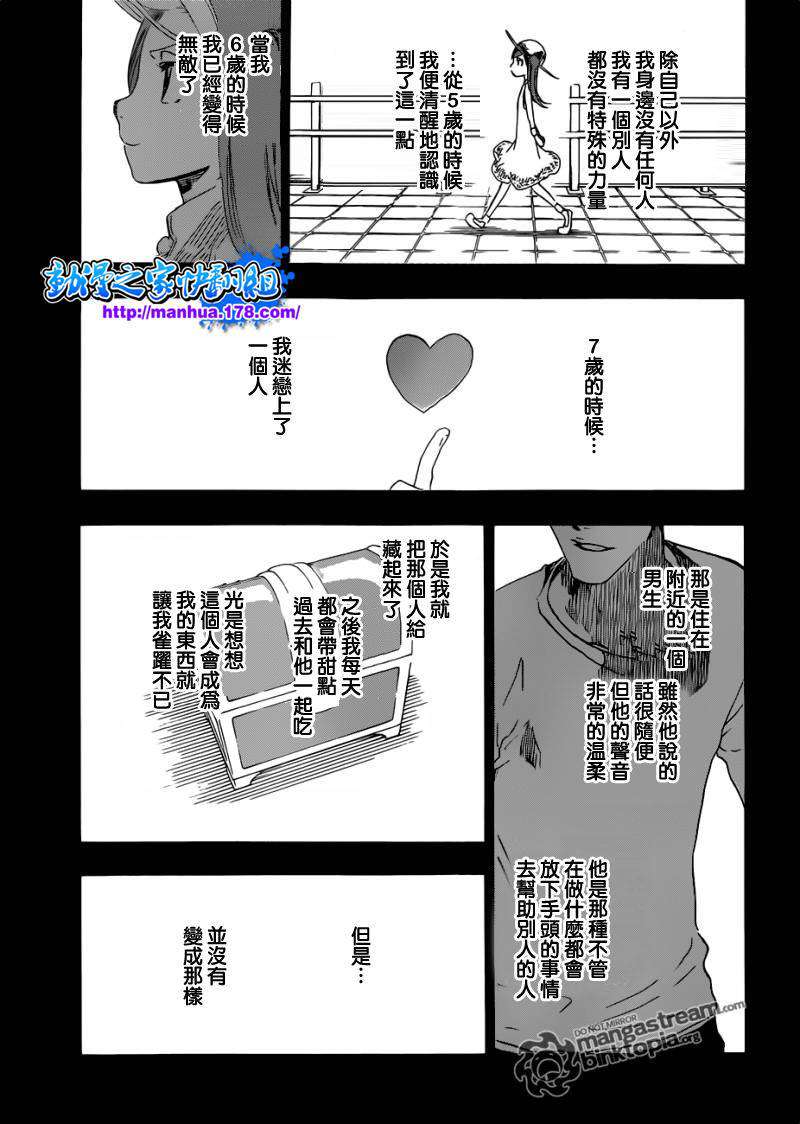 除自己以外
我身邊沒有任何人
我有一個別人
都沒有特殊的力量
…從5歲的時候
我便清醒地認識
到了這一點
當我
6歲的時候
我已經變得
無敵了
動漫之家快翻組
http://manhua.178.com/
7歲的時候…
我迷戀上了
一個人
那是住在
附近的一個
男生
雖然他說的
話很隨便
但他的聲音
非常的温柔
他是那種不管
在做什麼都會
放下手頭的事情
去幫助別人的人
於是我就
把那個人給
藏起來了
之後我每天
都會帶甜點
過去和他一起吃
光是想想
這個人會成爲
我的東西就
讓我雀躍不已
但是…
並沒有
變成那樣
DO NOT MIRROR
mangastream.com
binktopia.org